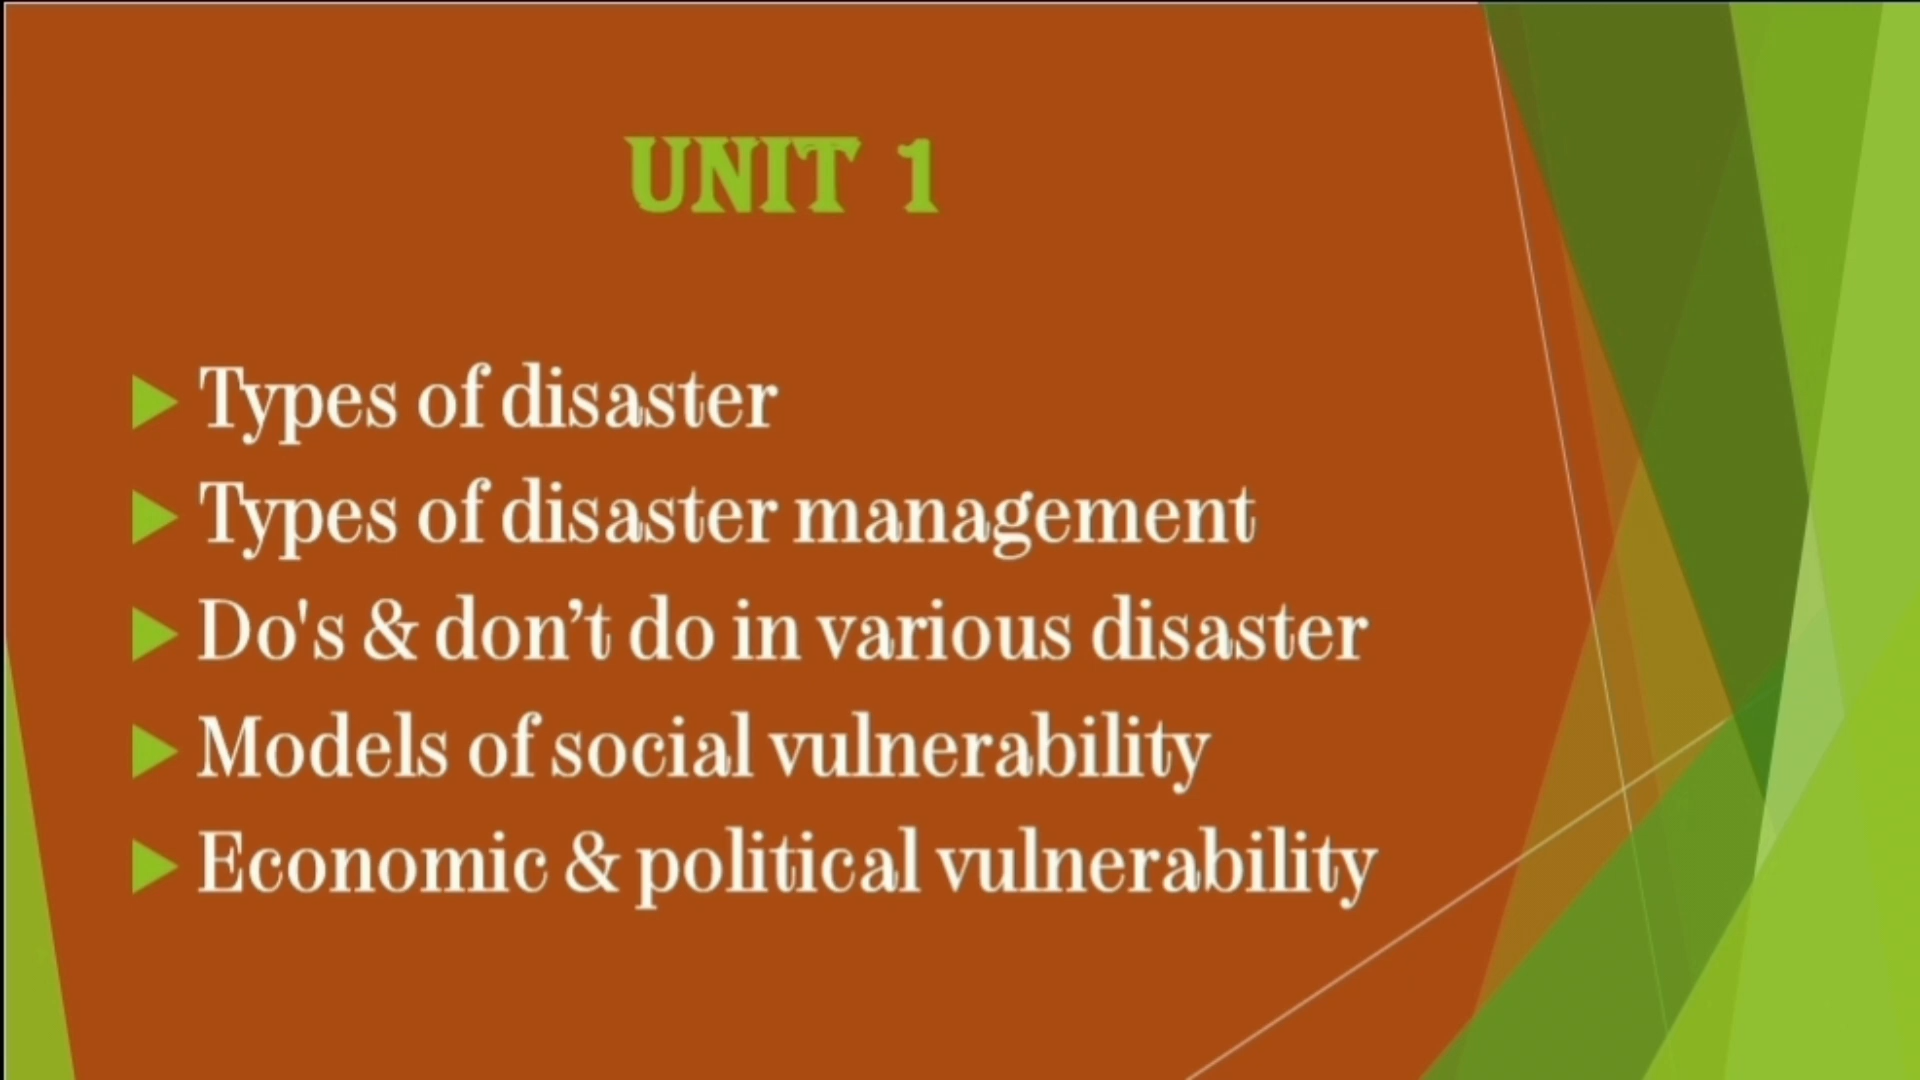 UNIT 1
Types of disaster
Types of disaster management
Do's & don’t do in various disaster
Models of social vulnerability
Economic & political vulnerability